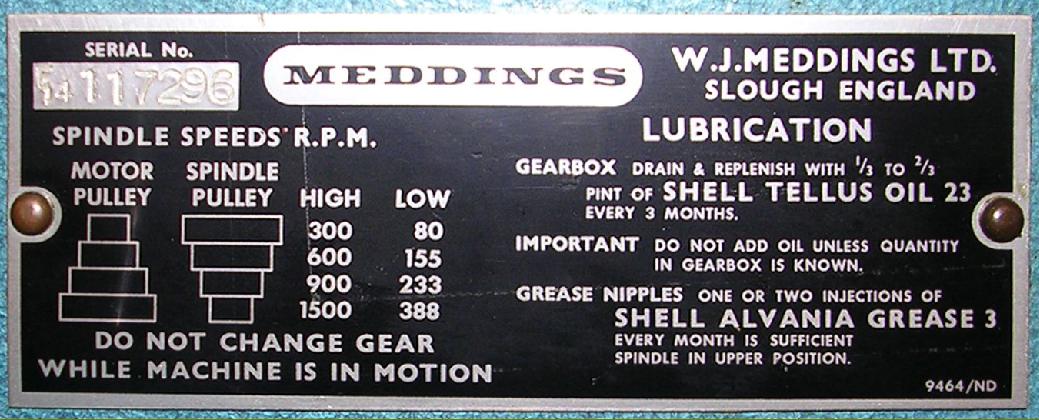 SERIAL No.
54117296
MEDDINGS
W.J.MEDDINGS LTD.
SLOUGH ENGLAND
SPINDLE SPEEDS R.P.M.
MOTOR PULLEY SPINDLE PULLEY HIGH LOW
300 80
600 155
900 233
1500 388
DO NOT CHANGE GEAR
WHILE MACHINE IS IN MOTION
LUBRICATION
GEARBOX DRAIN & REPLENISH WITH 1/3 TO 2/3
PINT OF SHELL TELLUS OIL 23
EVERY 3 MONTHS.
IMPORTANT DO NOT ADD OIL UNLESS QUANTITY
IN GEARBOX IS KNOWN.
GREASE NIPPLES ONE OR TWO INJECTIONS OF
SHELL ALVANIA GREASE 3
EVERY MONTH IS SUFFICIENT
SPINDLE IN UPPER POSITION.
9464/ND